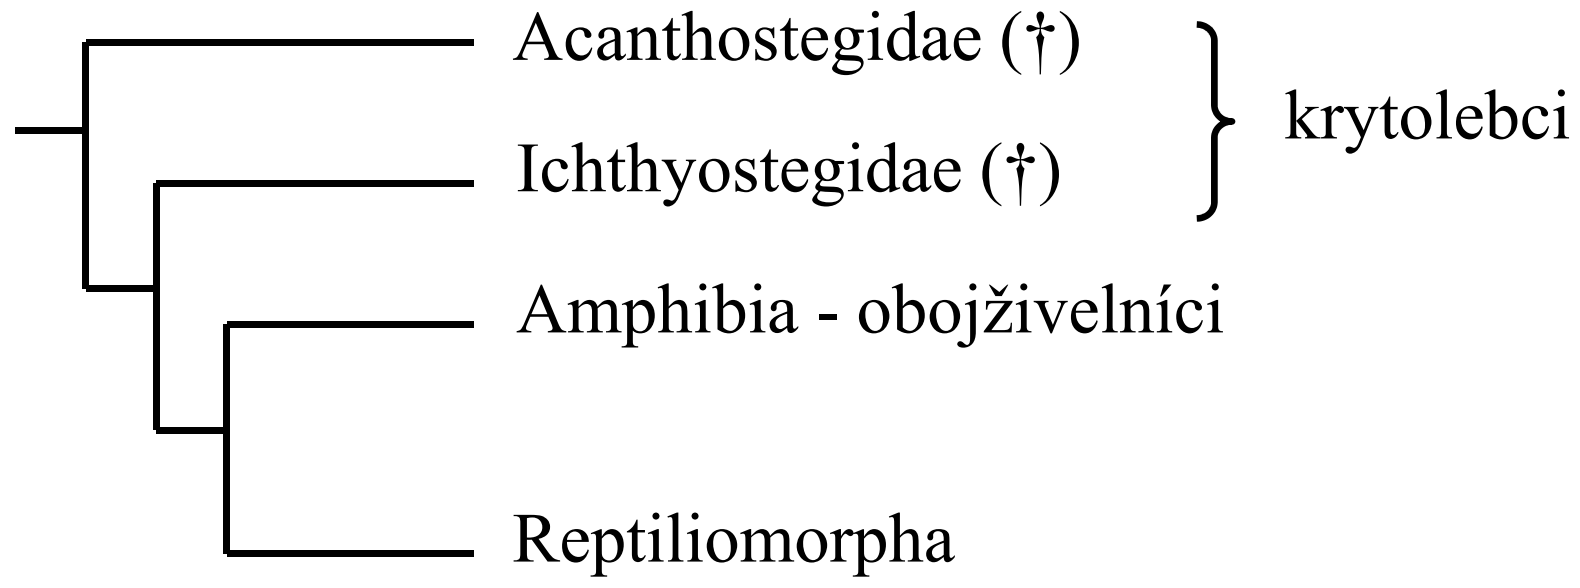 Acanthostegidae (†)
krytolebci
Ichthyostegidae (†)
Amphibia - obojživelníci
Reptiliomorpha